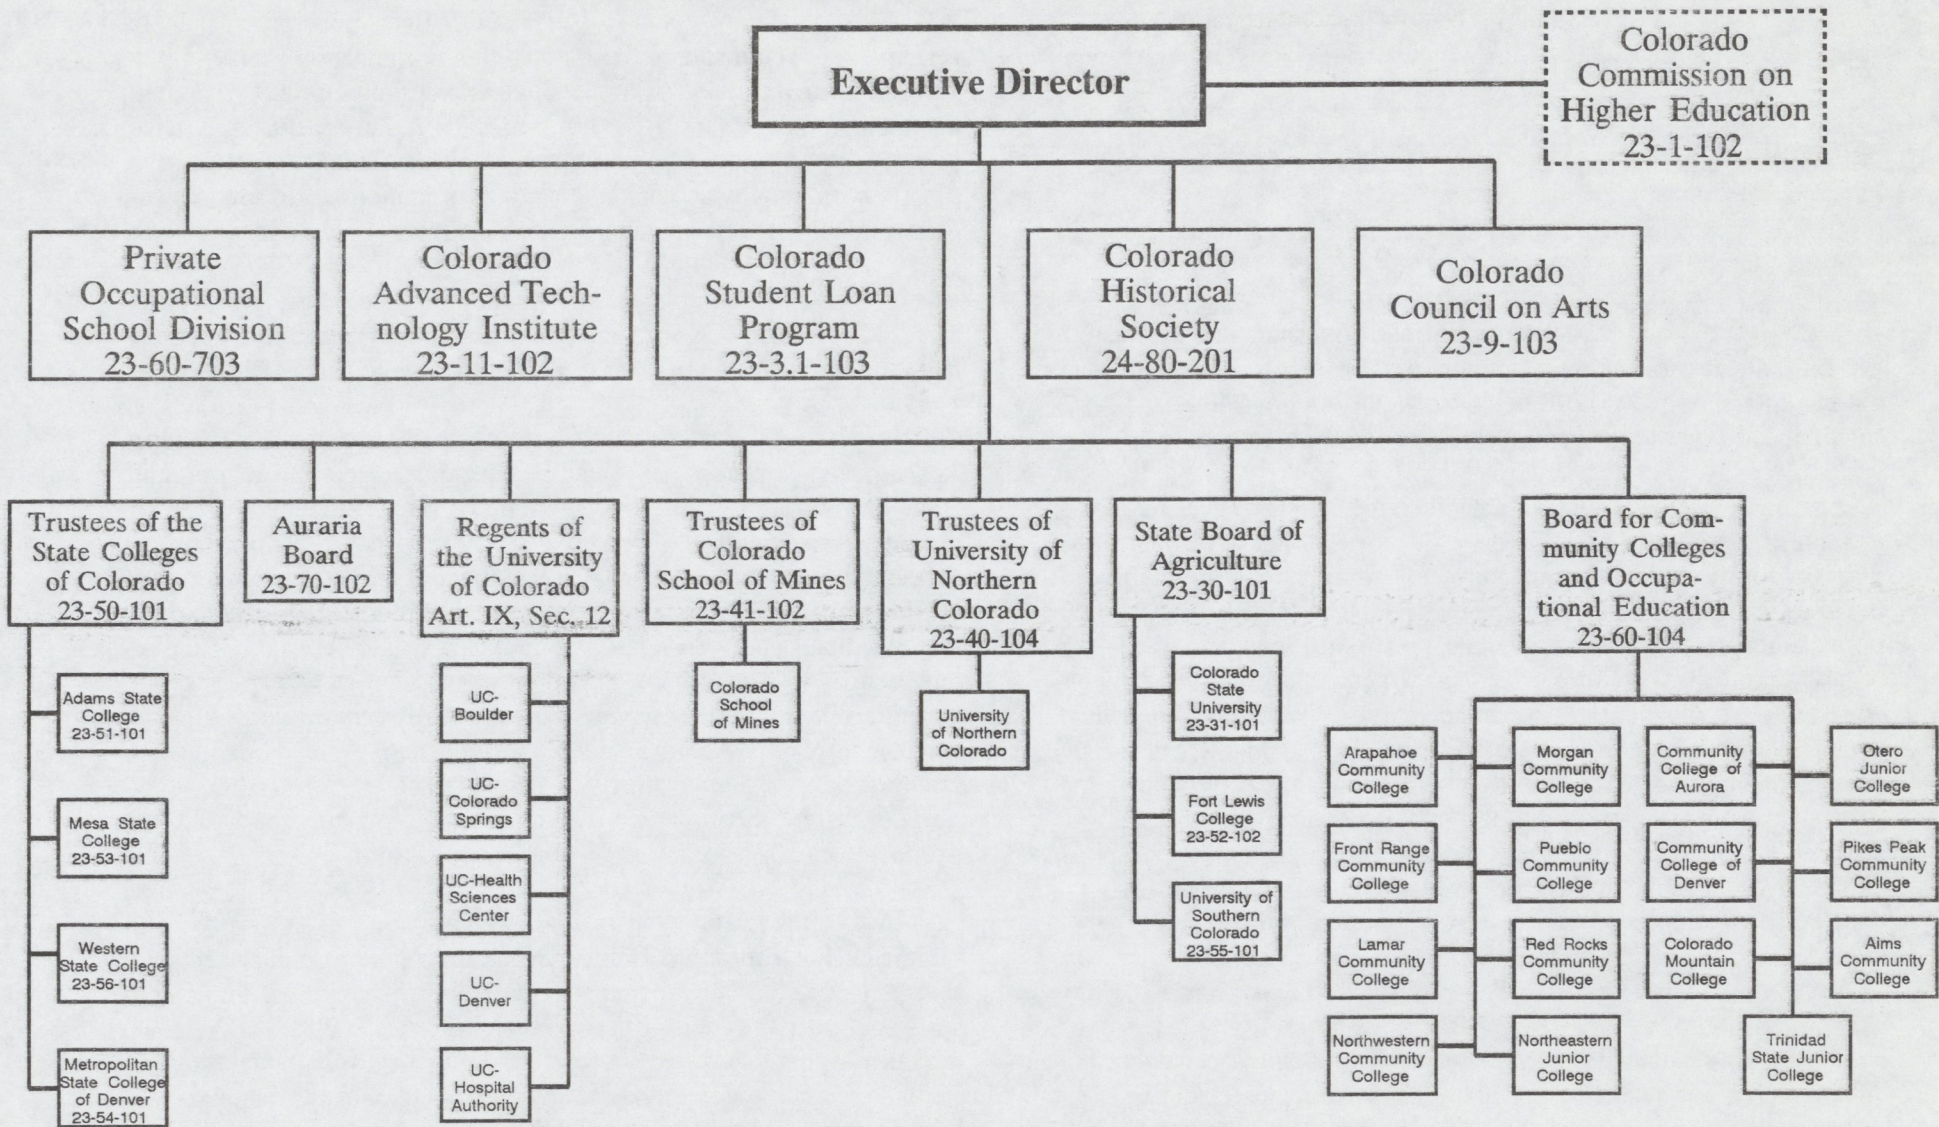 Executive Director
Colorado
Commission on
Higher Education
23-1-102
Private
Occupational
School Division
23-60-703
Colorado
Advanced Tech-
nology Institute
23-11-102
Colorado
Student Loan
Program
23-3.1-103
Colorado
Historical
Society
24-80-201
Colorado
Council on Arts
23-9-103
Trustees of the
State Colleges
of Colorado
23-50-101
Auraria
Board
23-70-102
Regents of
the University
of Colorado
Art. IX, Sec. 12
Trustees of
Colorado
School of Mines
23-41-102
Trustees of
University of
Northern
Colorado
23-40-104
State Board of
Agriculture
23-30-101
Board for Com-
munity Colleges
and Occupa-
tional Education
23-60-104
Adams State
College
23-51-101
Mesa State
College
23-53-101
Western
State College
23-56-101
Metropolitan
State College
of Denver
23-54-101
UC-
Boulder
UC-
Colorado
Springs
UC-Health
Sciences
Center
UC-
Denver
UC-
Hospital
Authority
Colorado
School
of Mines
University
of Northern
Colorado
Colorado
State
University
23-31-101
Fort Lewis
College
23-52-102
University of
Southern
Colorado
23-55-101
Arapahoe
Community
College
Morgan
Community
College
Community
College of
Aurora
Otero
Junior
College
Front Range
Community
College
Pueblo
Community
College
Community
College of
Denver
Pikes Peak
Community
College
Lamar
Community
College
Red Rocks
Community
College
Colorado
Mountain
College
Aims
Community
College
Northwestern
Community
College
Northeastern
Junior
College
Trinidad
State Junior
College